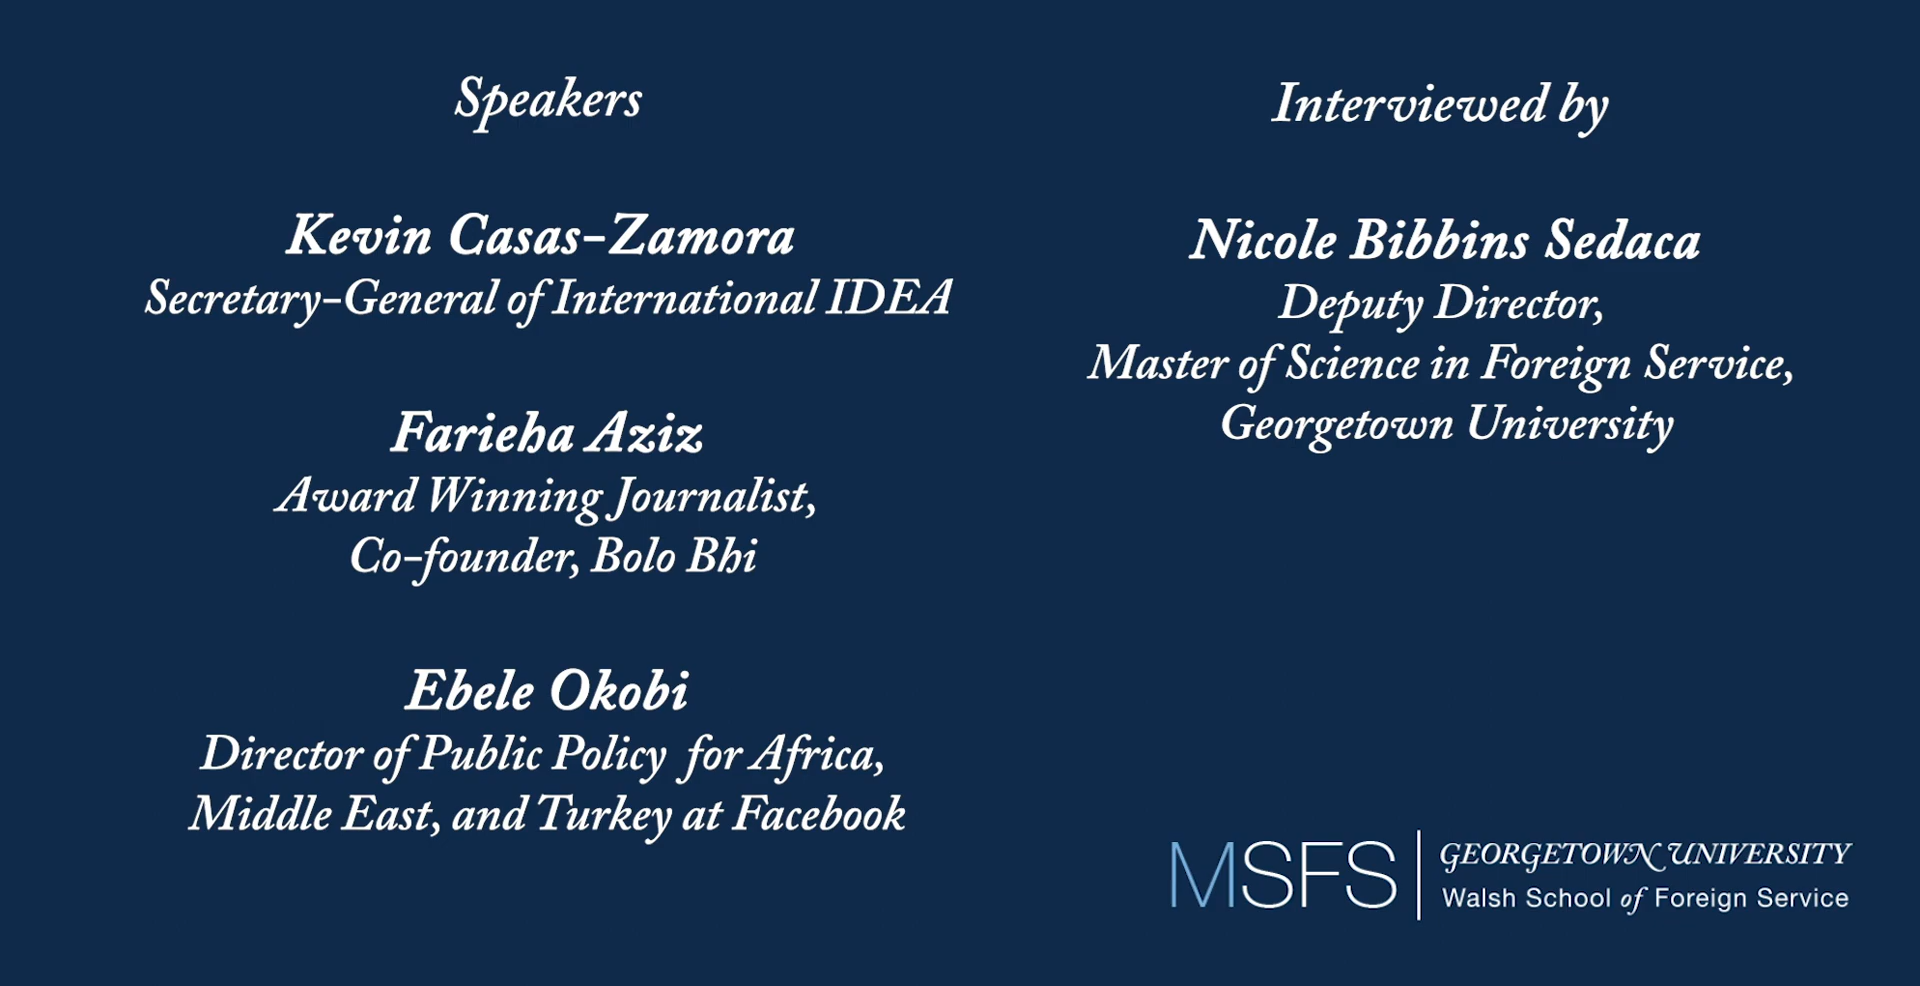 Speakers
Kevin Casas-Zamora
Secretary-General of International IDEA
Farieha Aziz
Award Winning Journalist,
Co-founder, Bolo Bhi
Ebele Okobi
Director of Public Policy for Africa,
Middle East, and Turkey at Facebook
Interviewed by
Nicole Bibbins Sedaca
Deputy Director,
Master of Science in Foreign Service,
Georgetown University
MSFS
GEORGETOWN UNIVERSITY
Walsh School of Foreign Service